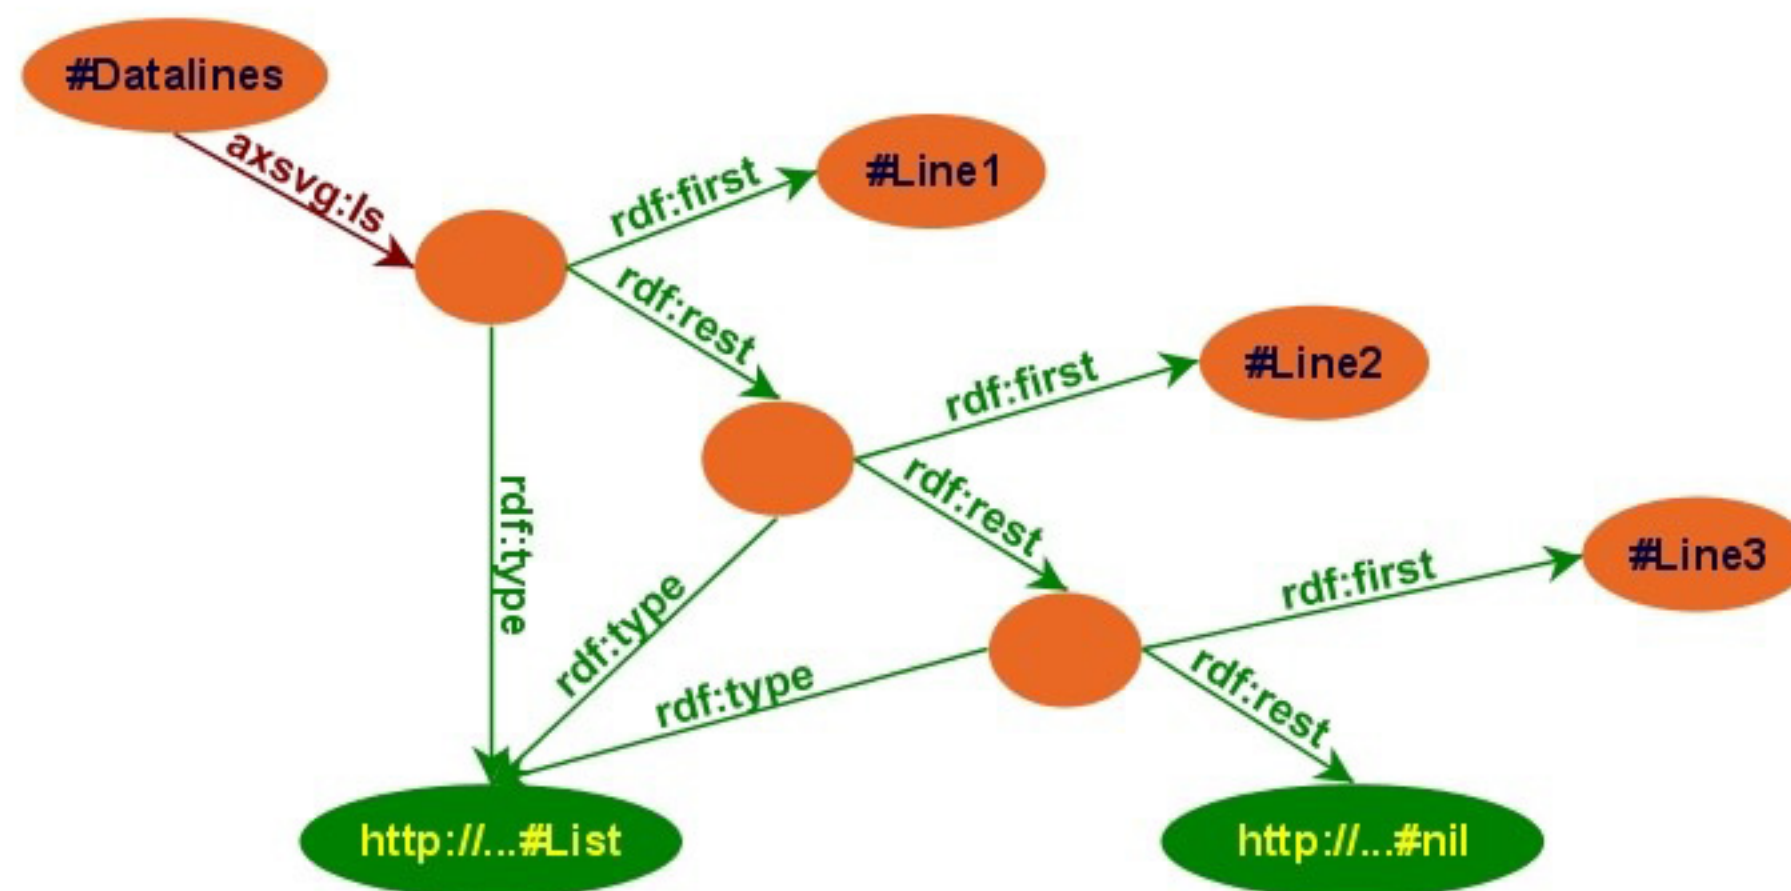 #Datalines
axsvg:ls
rdf:first
#Line1
rdf:rest
rdf:first
#Line2
rdf:type
rdf:rest
rdf:type
rdf:first
#Line3
rdf:type
rdf:rest
http://...#List
http://...#nil